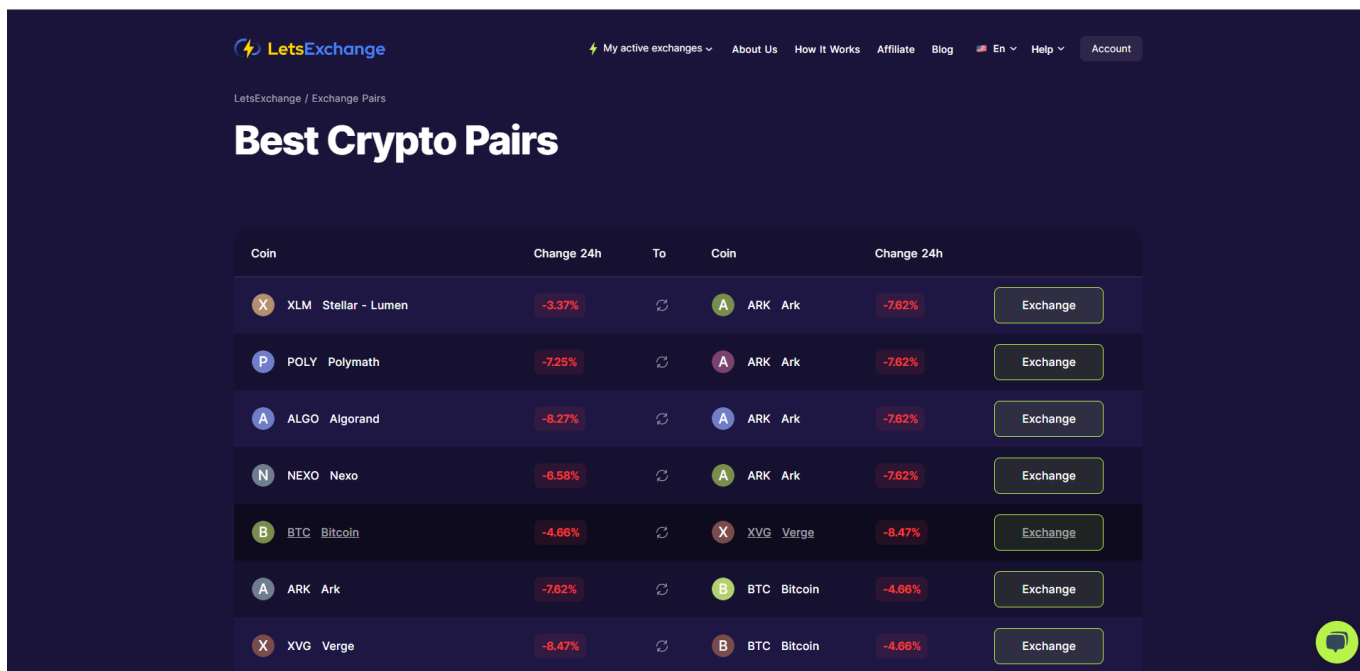 LetsExchange My active exchanges About Us How It Works Affiliate Blog En Help Account
LetsExchange / Exchange Pairs
Best Crypto Pairs
Coin Change 24h To Coin Change 24h
X XLM Stellar - Lumen -3.37% A ARK Ark -7.62% Exchange
P POLY Polymath -7.25% A ARK Ark -7.62% Exchange
A ALGO Algorand -8.27% A ARK Ark -7.62% Exchange
N NEXO Nexo -6.58% A ARK Ark -7.62% Exchange
B BTC Bitcoin -4.66% X XVG Verge -8.47% Exchange
A ARK Ark -7.62% B BTC Bitcoin -4.66% Exchange
X XVG Verge -8.47% B BTC Bitcoin -4.66% Exchange